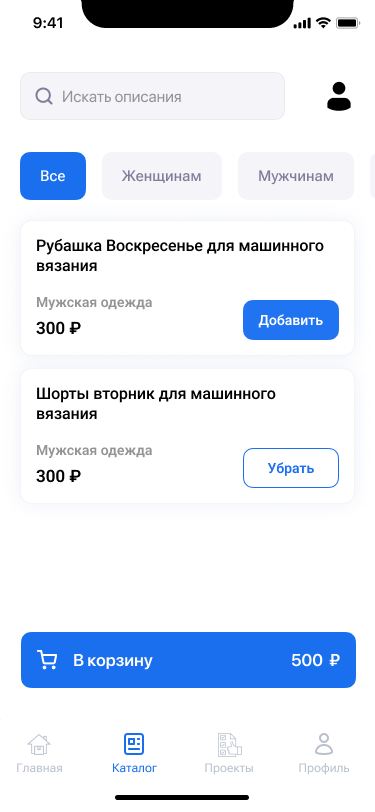 9:41
Искать описания
Все
Женщинам
Мужчинам
Рубашка Воскресенье для машинного
вязания
Мужская одежда
300 ₽
Добавить
Шорты вторник для машинного
вязания
Мужская одежда
300 ₽
Убрать
В корзину
500 ₽
Главная
Каталог
Проекты
Профиль